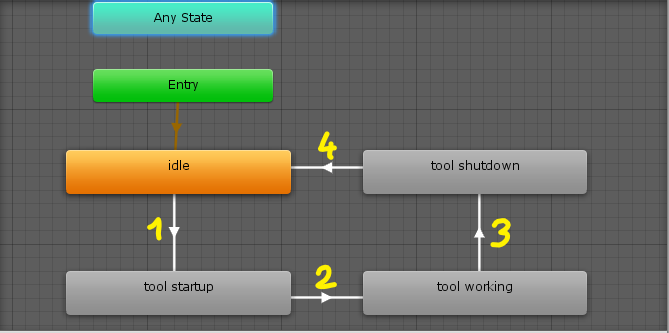 Any State
Entry
idle
4
tool shutdown
1
3
tool startup
2
tool working